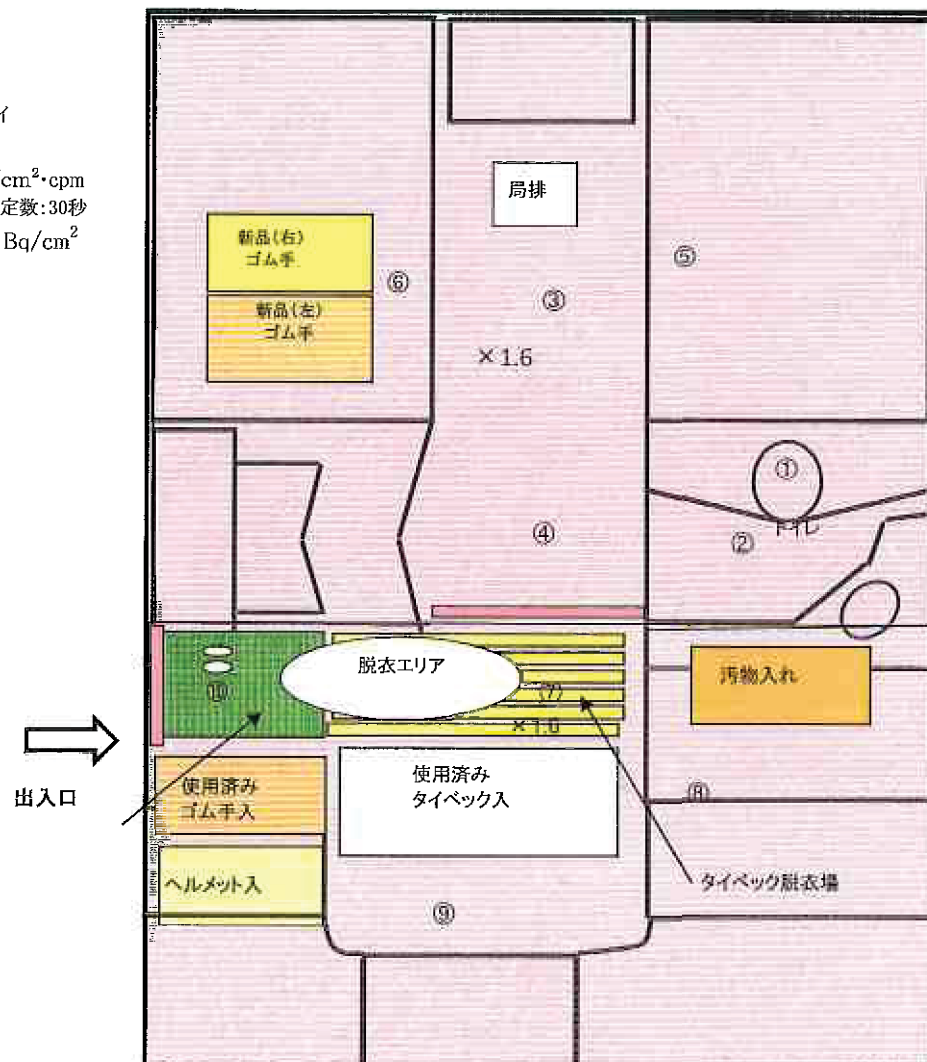 イ
cm²・cpm
定数:30秒
Bq/cm²
局排
新品(右)
ゴム手
⑥
⑤
③
新品(左)
ゴム手
×1.6
①
トイレ
④
②
脱衣エリア
汚物入れ
⑩
(7)
使用済み
タイベック入
出入口
使用済み
ゴム手入
⑧
ヘルメット入
タイベック脱衣場
⑨